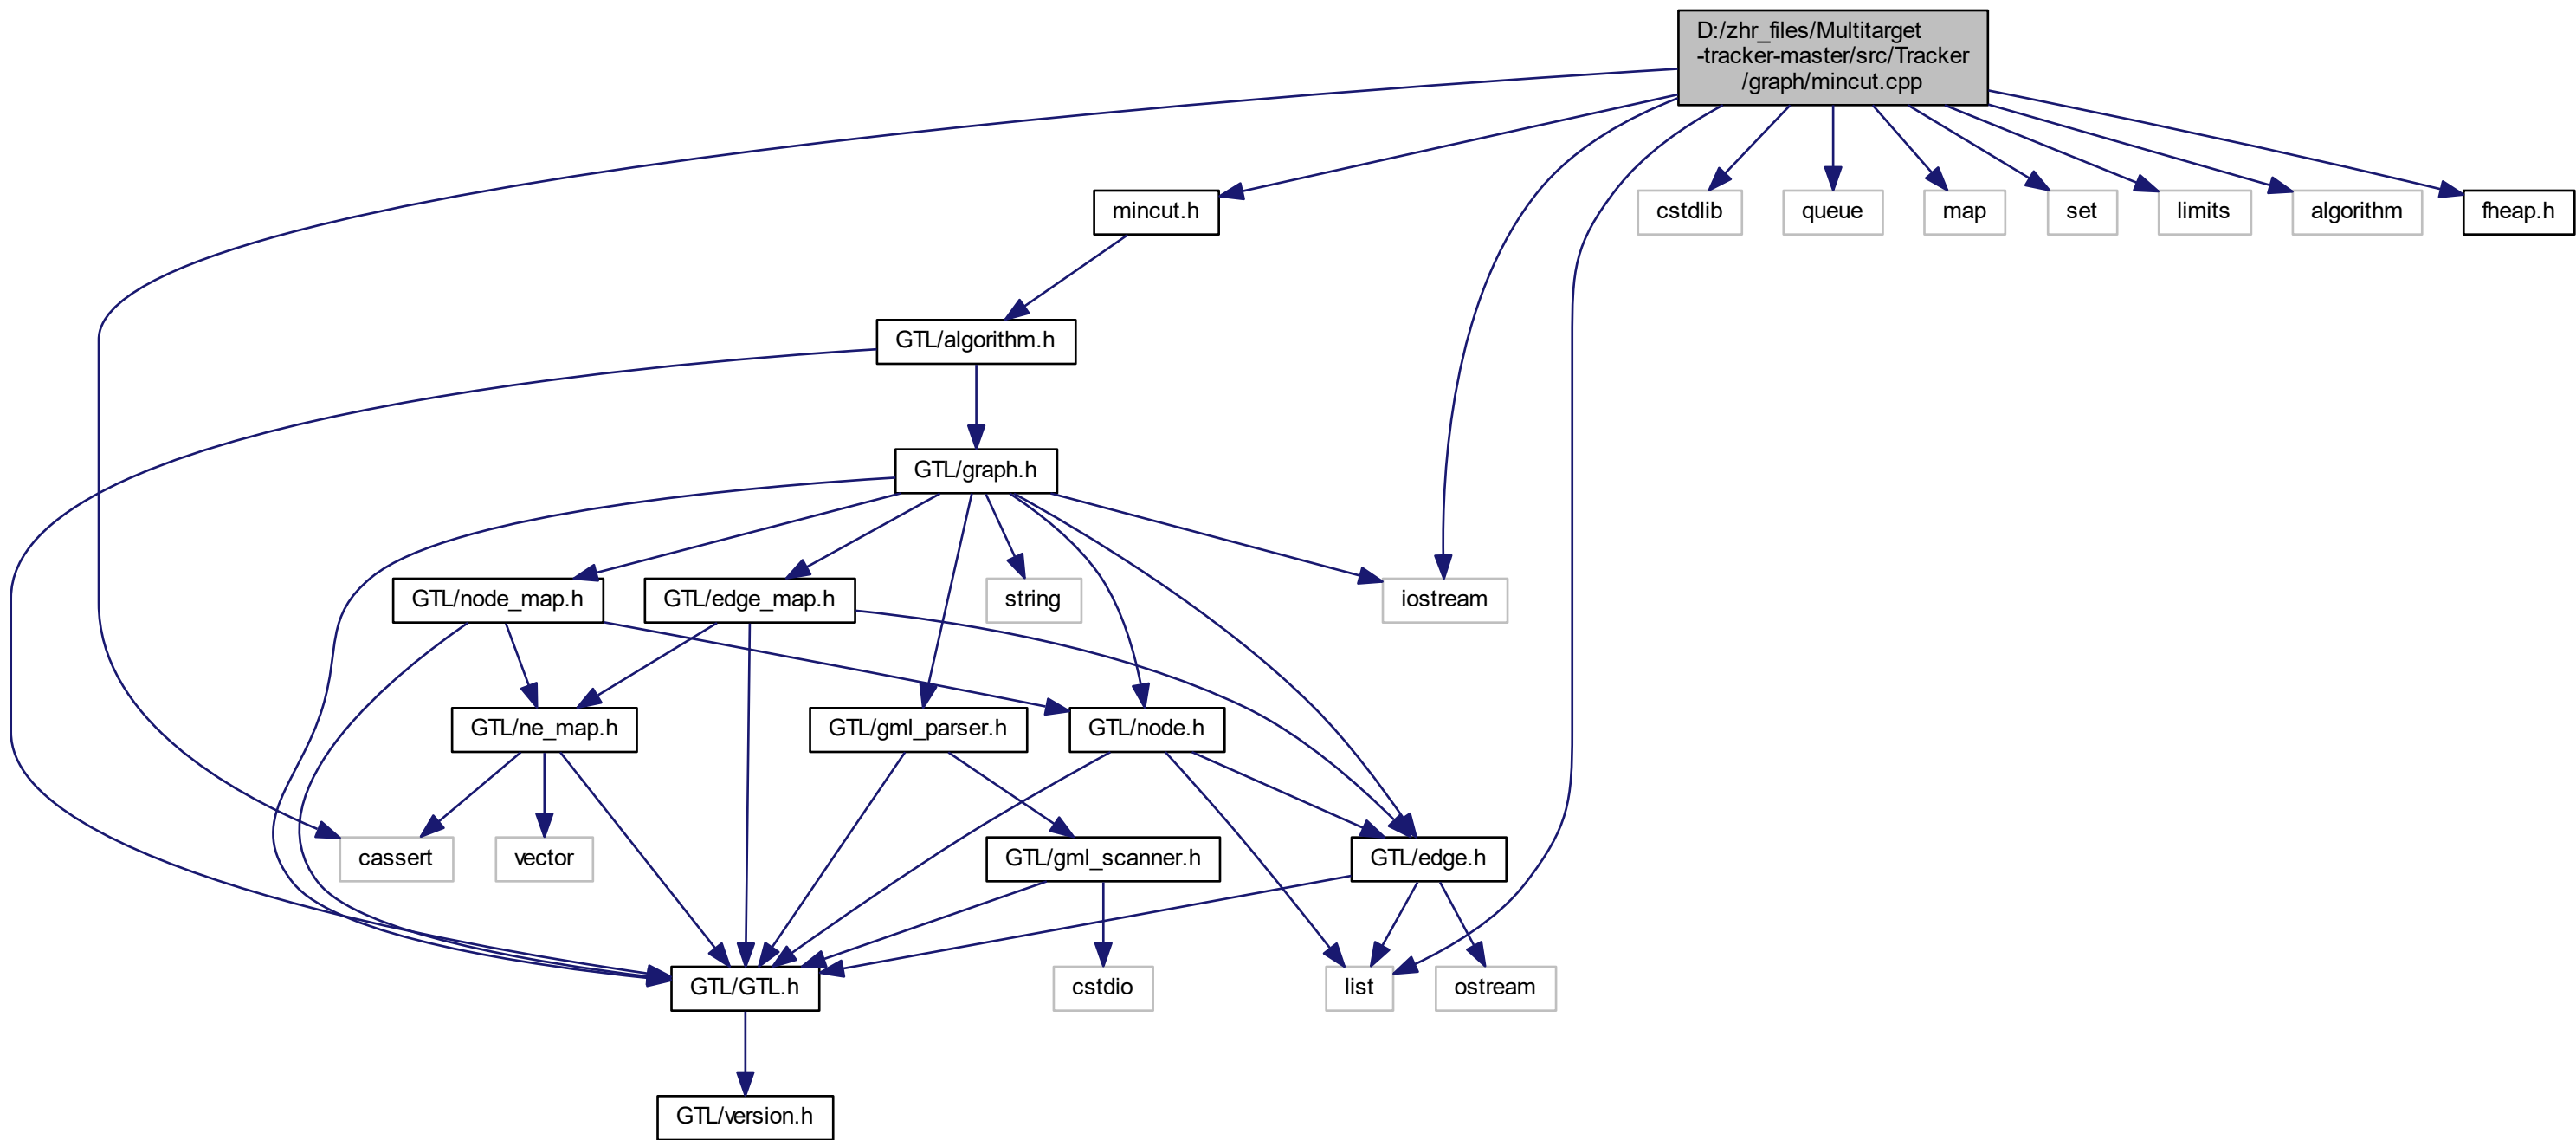 D:/zhr_files/Multitarget
-tracker-master/src/Tracker
/graph/mincut.cpp
mincut.h
cstdlib
queue
map
set
limits
algorithm
fheap.h
GTL/algorithm.h
GTL/graph.h
GTL/node_map.h
GTL/edge_map.h
string
iostream
GTL/ne_map.h
GTL/gml_parser.h
GTL/node.h
cassert
vector
GTL/gml_scanner.h
GTL/edge.h
GTL/GTL.h
cstdio
list
ostream
GTL/version.h